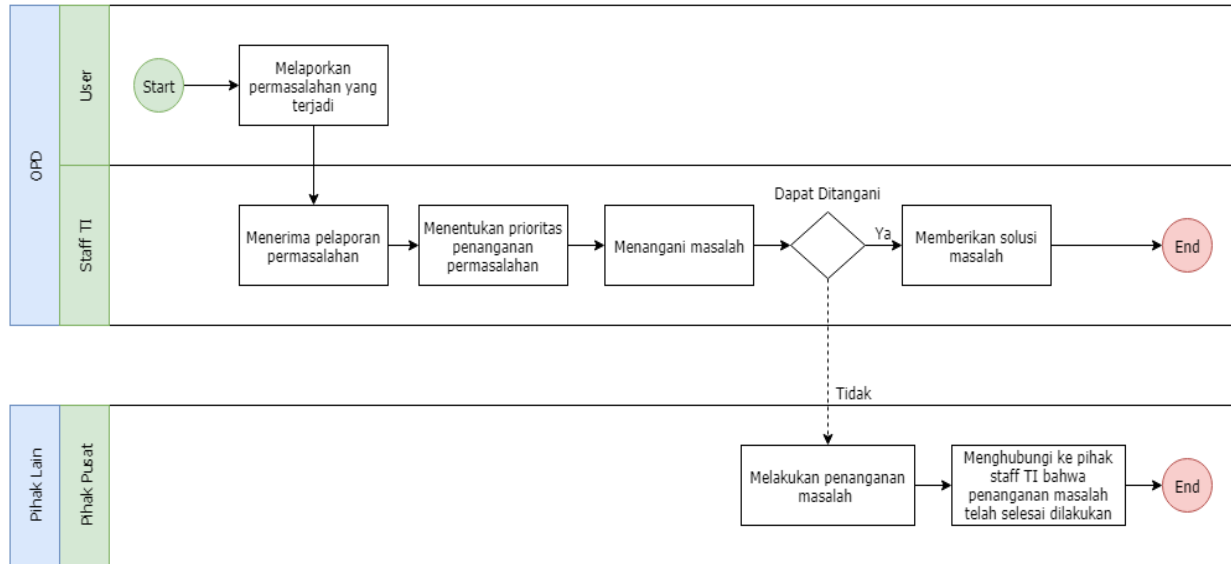 OPD
User
Start
Melaporkan
permasalahan yang
terjadi
Staff TI
Menerima pelaporan
permasalahan
Menentukan prioritas
penanganan
permasalahan
Menangani masalah
Dapat Ditangani
Ya
Memberikan solusi
masalah
End
Tidak
Pihak Lain
Pihak Pusat
Melakukan penanganan
masalah
Menghubungi ke pihak
staff TI bahwa
penanganan masalah
telah selesai dilakukan
End